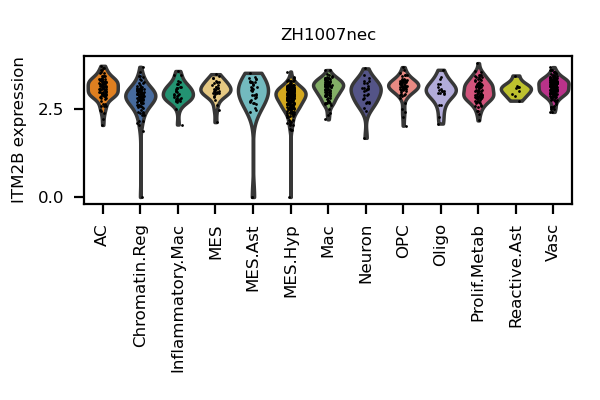 ZH1007nec
ITM2B expression
2.5
0.0
AC
Chromatin.Reg
Inflammatory.Mac
MES
MES.Ast
MES.Hyp
Mac
Neuron
OPC
Oligo
Prolif.Metab
Reactive.Ast
Vasc